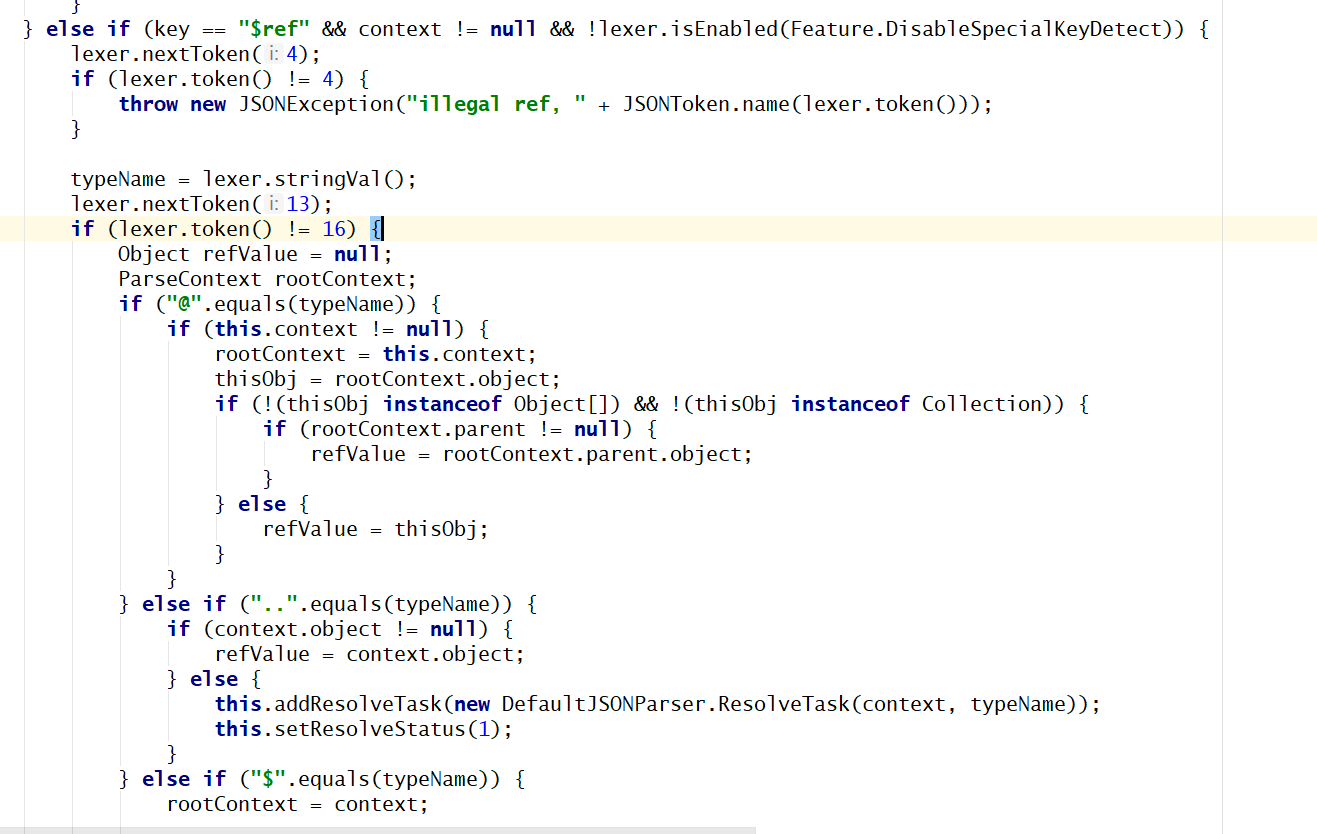 }
} else if (key == "$ref" && context != null && !lexer.isEnabled(Feature.DisableSpecialKeyDetect)) {
    lexer.nextToken( i: 4);
    if (lexer.token() != 4) {
        throw new JSONException("illegal ref, " + JSONToken.name(lexer.token()));
    }

    typeName = lexer.stringVal();
    lexer.nextToken( i: 13);
    if (lexer.token() != 16) {
        Object refValue = null;
        ParseContext rootContext;
        if ("@".equals(typeName)) {
            if (this.context != null) {
                rootContext = this.context;
                thisObj = rootContext.object;
                if (!(thisObj instanceof Object[]) && !(thisObj instanceof Collection)) {
                    if (rootContext.parent != null) {
                        refValue = rootContext.parent.object;
                    }
                } else {
                    refValue = thisObj;
                }
            }
        } else if ("..".equals(typeName)) {
            if (context.object != null) {
                refValue = context.object;
            } else {
                this.addResolveTask(new DefaultJSONParser.ResolveTask(context, typeName));
                this.setResolveStatus(1);
            }
        } else if ("$".equals(typeName)) {
            rootContext = context;